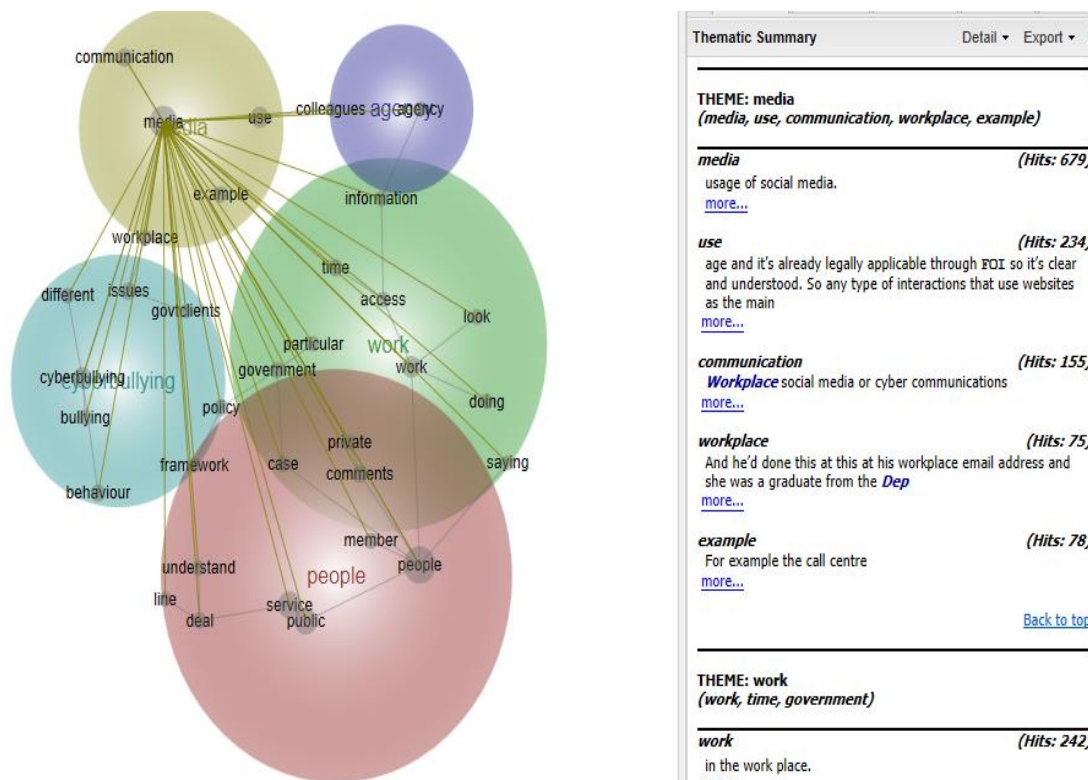 communication
media
media
use
colleagues
agency
agency
example
information
workplace
time
different
issues
access
govtclients
look
particular
work
cyberbullying
cyberbullying
government
work
bullying
policy
doing
private
framework
case
comments
saying
behaviour
member
understand
people
people
line
service
deal
public
Thematic Summary Detail Export
THEME: media
(media, use, communication, workplace, example)
media (Hits: 679)
usage of social media.
more...
use (Hits: 234)
age and it's already legally applicable through FOI so it's clear
and understood. So any type of interactions that use websites
as the main
more...
communication (Hits: 155)
Workplace social media or cyber communications
more...
workplace (Hits: 75)
And he'd done this at this at his workplace email address and
she was a graduate from the Dep
more...
example (Hits: 78)
For example the call centre
more...
Back to top
THEME: work
(work, time, government)
work (Hits: 242)
in the work place.